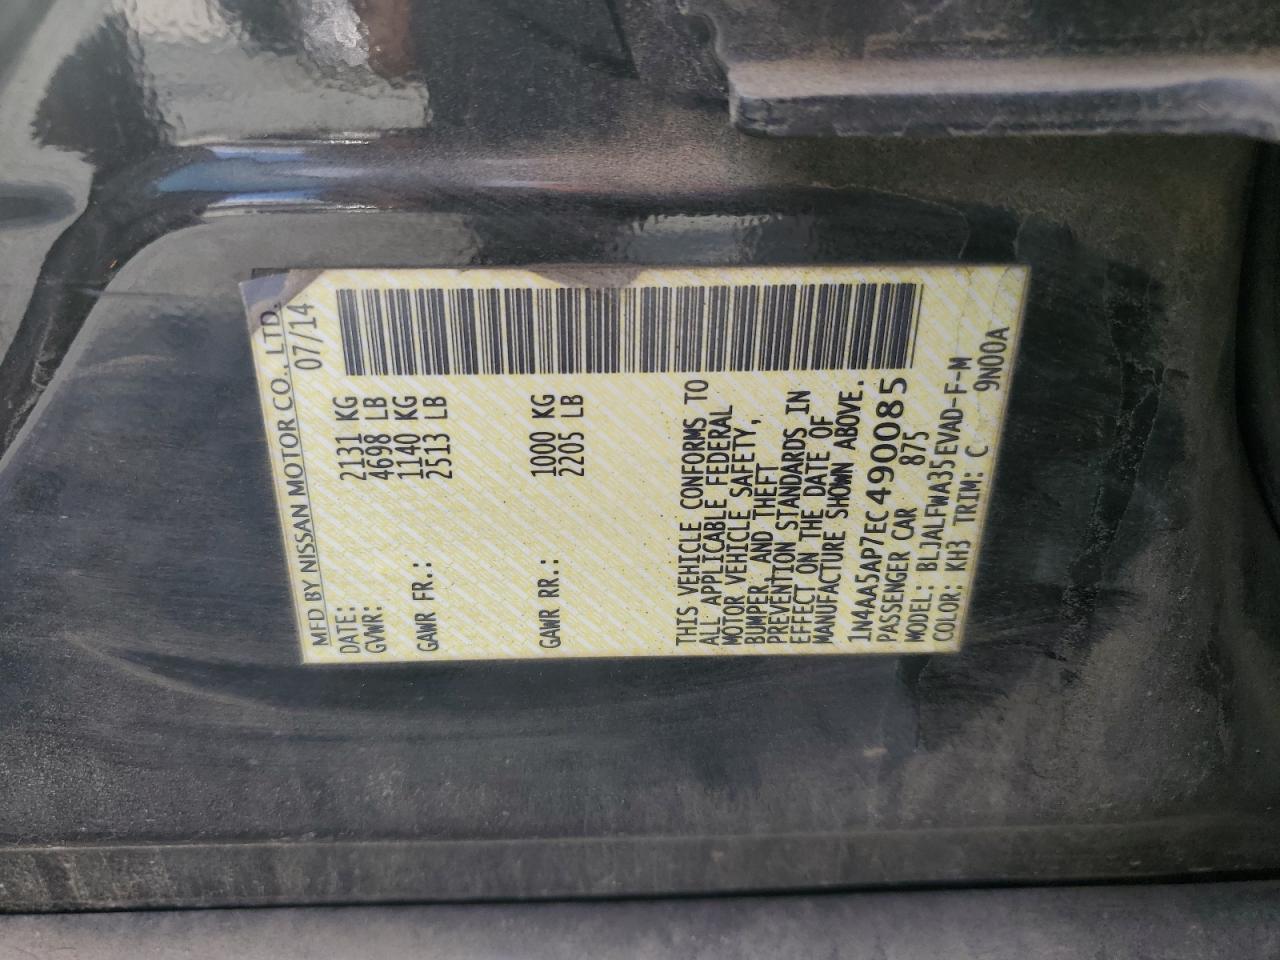 MFD BY NISSAN MOTOR CO., LTD.
DATE: 07/14
GVWR: 2131 KG
4698 LB
GAWR FR.: 1140 KG
2513 LB
GAWR RR.: 1000 KG
2205 LB
THIS VEHICLE CONFORMS TO
ALL APPLICABLE FEDERAL
MOTOR VEHICLE SAFETY,
BUMPER, AND THEFT
PREVENTION STANDARDS IN
EFFECT ON THE DATE OF
MANUFACTURE SHOWN ABOVE.
1N4AA5AP7EC490085
PASSENGER CAR 875
MODEL: BLJALFWA35EVAD-F-M
COLOR: KH3 TRIM: C 9N00A